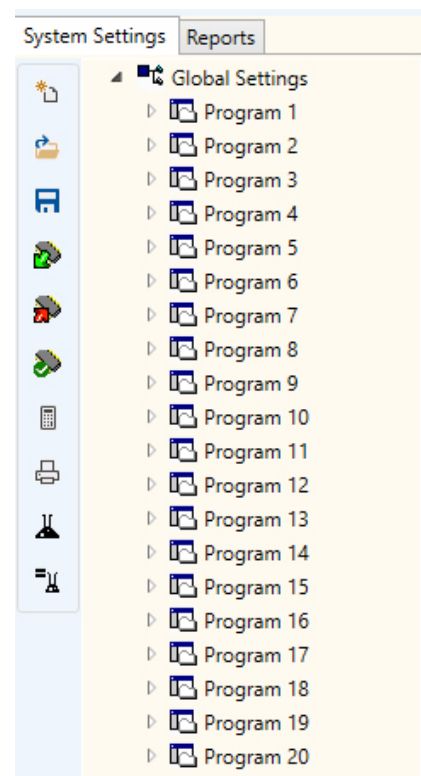 System Settings Reports
Global Settings
Program 1
Program 2
Program 3
Program 4
Program 5
Program 6
Program 7
Program 8
Program 9
Program 10
Program 11
Program 12
Program 13
Program 14
Program 15
Program 16
Program 17
Program 18
Program 19
Program 20